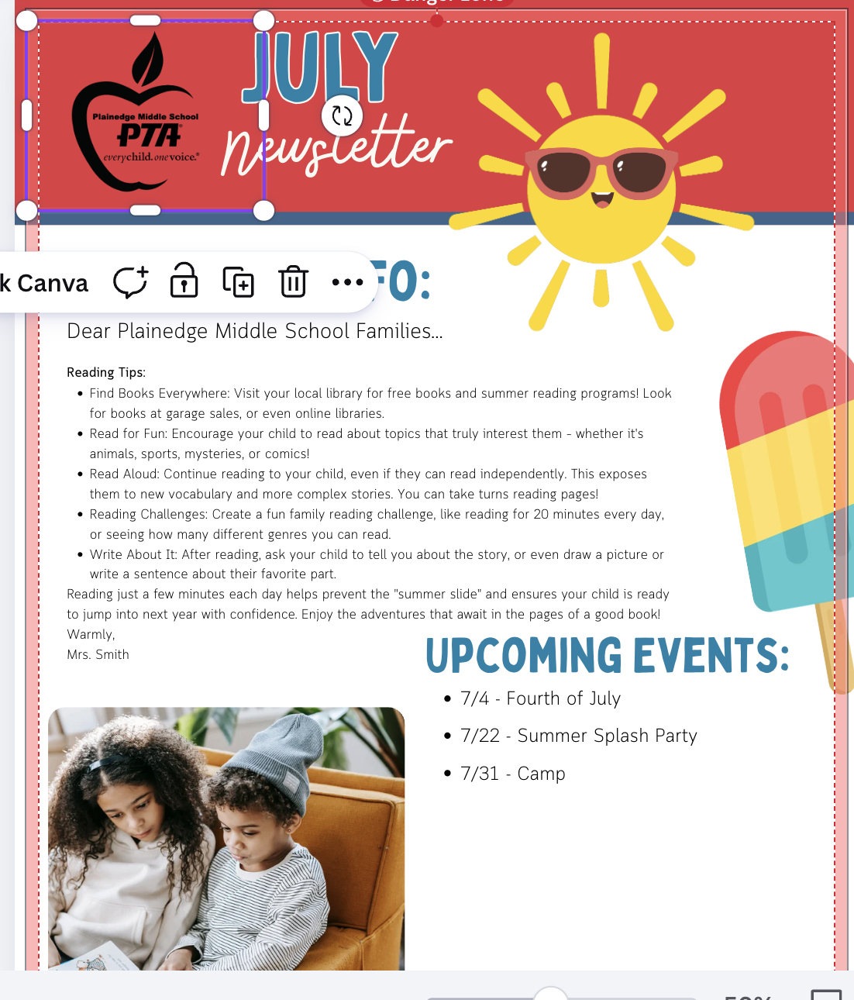 JULY
newsletter
Plainedge Middle School
PTA
everychild.onevoice.®
k Canva
FO:
Dear Plainedge Middle School Families...
Reading Tips:
• Find Books Everywhere: Visit your local library for free books and summer reading programs! Look
for books at garage sales, or even online libraries.
• Read for Fun: Encourage your child to read about topics that truly interest them - whether it's
animals, sports, mysteries, or comics!
• Read Aloud: Continue reading to your child, even if they can read independently. This exposes
them to new vocabulary and more complex stories. You can take turns reading pages!
• Reading Challenges: Create a fun family reading challenge, like reading for 20 minutes every day,
or seeing how many different genres you can read.
• Write About It: After reading, ask your child to tell you about the story, or even draw a picture or
write a sentence about their favorite part.
Reading just a few minutes each day helps prevent the "summer slide" and ensures your child is ready
to jump into next year with confidence. Enjoy the adventures that await in the pages of a good book!
Warmly,
Mrs. Smith
UPCOMING EVENTS:
• 7/4 - Fourth of July
• 7/22 - Summer Splash Party
• 7/31 - Camp